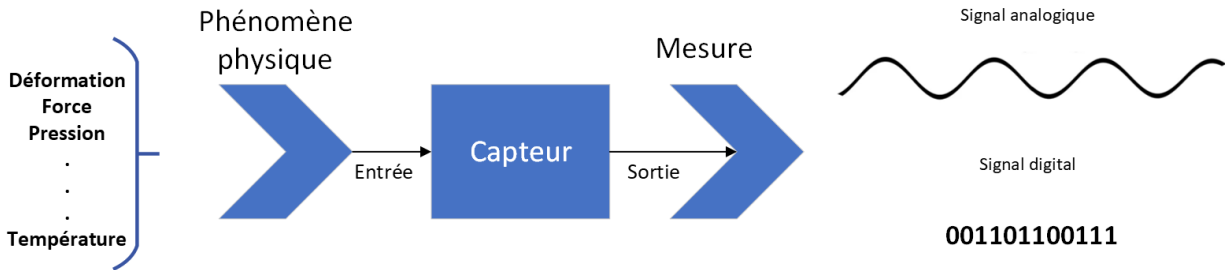 Déformation
Force
Pression
.
.
.
Température
Phénomène
physique
Entrée
Capteur
Sortie
Mesure
Signal analogique
Signal digital
001101100111